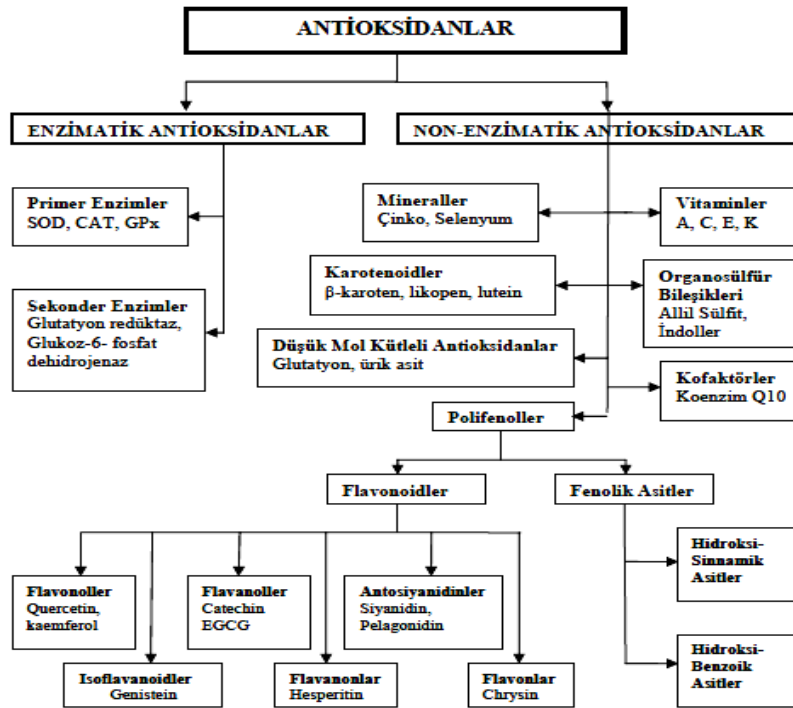 ANTİOKSİDANLAR
ENZİMATİK ANTİOKSİDANLAR
NON-ENZİMATİK ANTİOKSİDANLAR
Primer Enzimler
SOD, CAT, GPx
Sekonder Enzimler
Glutatyon redüktaz,
Glukoz-6- fosfat
dehidrojenaz
Mineraller
Çinko, Selenyum
Vitaminler
A, C, E, K
Karotenoidler
β-karoten, likopen, lutein
Organosülfür
Bileşikleri
Allil Sülfit,
İndoller
Düşük Mol Kütleli Antioksidanlar
Glutatyon, ürik asit
Kofaktörler
Koenzim Q10
Polifenoller
Flavonoidler
Fenolik Asitler
Flavonoller
Quercetin,
kaemferol
Flavanoller
Catechin
EGCG
Antosiyanidinler
Siyanidin,
Pelagonidin
Isoflavanoidler
Genistein
Flavanonlar
Hesperitin
Flavonlar
Chrysin
Hidroksi-
Sinnamik
Asitler
Hidroksi-
Benzoik
Asitler